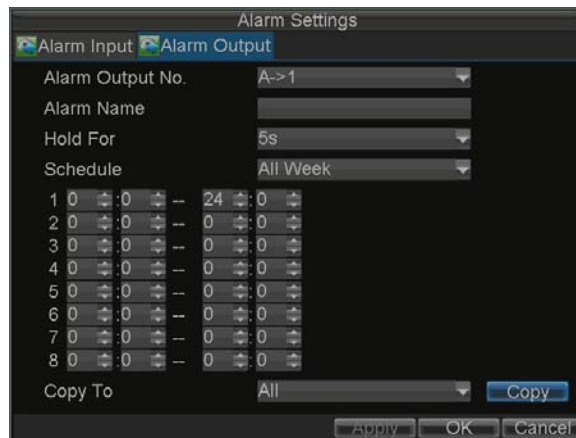 Alarm Settings
Alarm Input Alarm Output
Alarm Output No. A->1
Alarm Name
Hold For 5s
Schedule All Week
1 0 :0 -- 24 :0
2 0 :0 -- 0 :0
3 0 :0 -- 0 :0
4 0 :0 -- 0 :0
5 0 :0 -- 0 :0
6 0 :0 -- 0 :0
7 0 :0 -- 0 :0
8 0 :0 -- 0 :0
Copy To All Copy
Apply OK Cancel